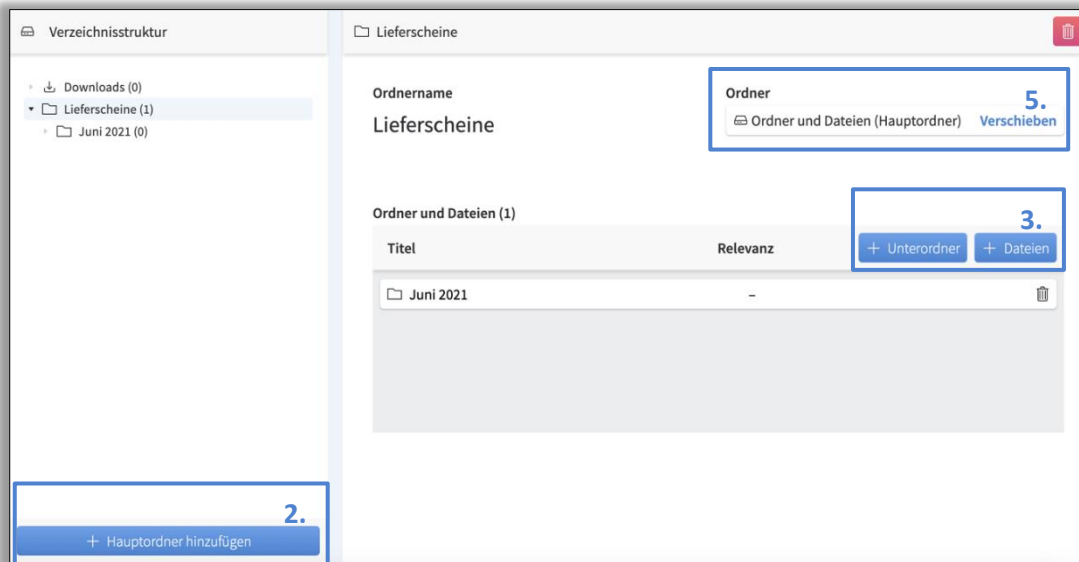 Verzeichnisstruktur
Downloads (0)
Lieferscheine (1)
Juni 2021 (0)
2.
+ Hauptordner hinzufügen
Lieferscheine
Ordnername
Lieferscheine
Ordner
5.
Ordner und Dateien (Hauptordner) Verschieben
Ordner und Dateien (1)
3.
Titel Relevanz + Unterordner + Dateien
Juni 2021 –